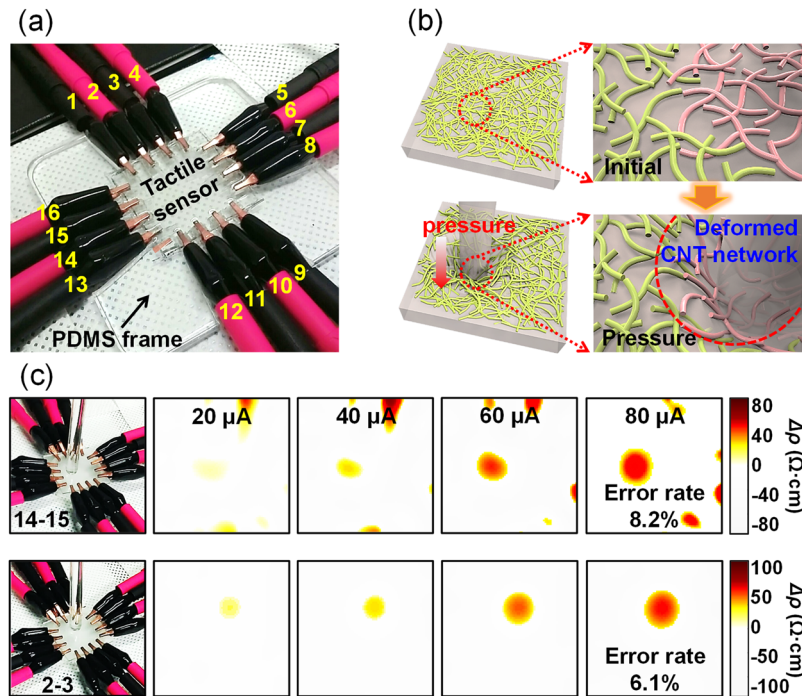 (a)
1
2
3
4
5
6
7
8
Tactile
sensor
16
15
14
13
12
11
10
9
PDMS frame
(b)
Initial
pressure
Deformed
CNT network
Pressure
(c)
14-15
20 µA
40 µA
60 µA
80 µA
Error rate
8.2%
80
40
0
-40
-80
Δρ (Ω·cm)
2-3
Error rate
6.1%
100
50
0
-50
-100
Δρ (Ω·cm)